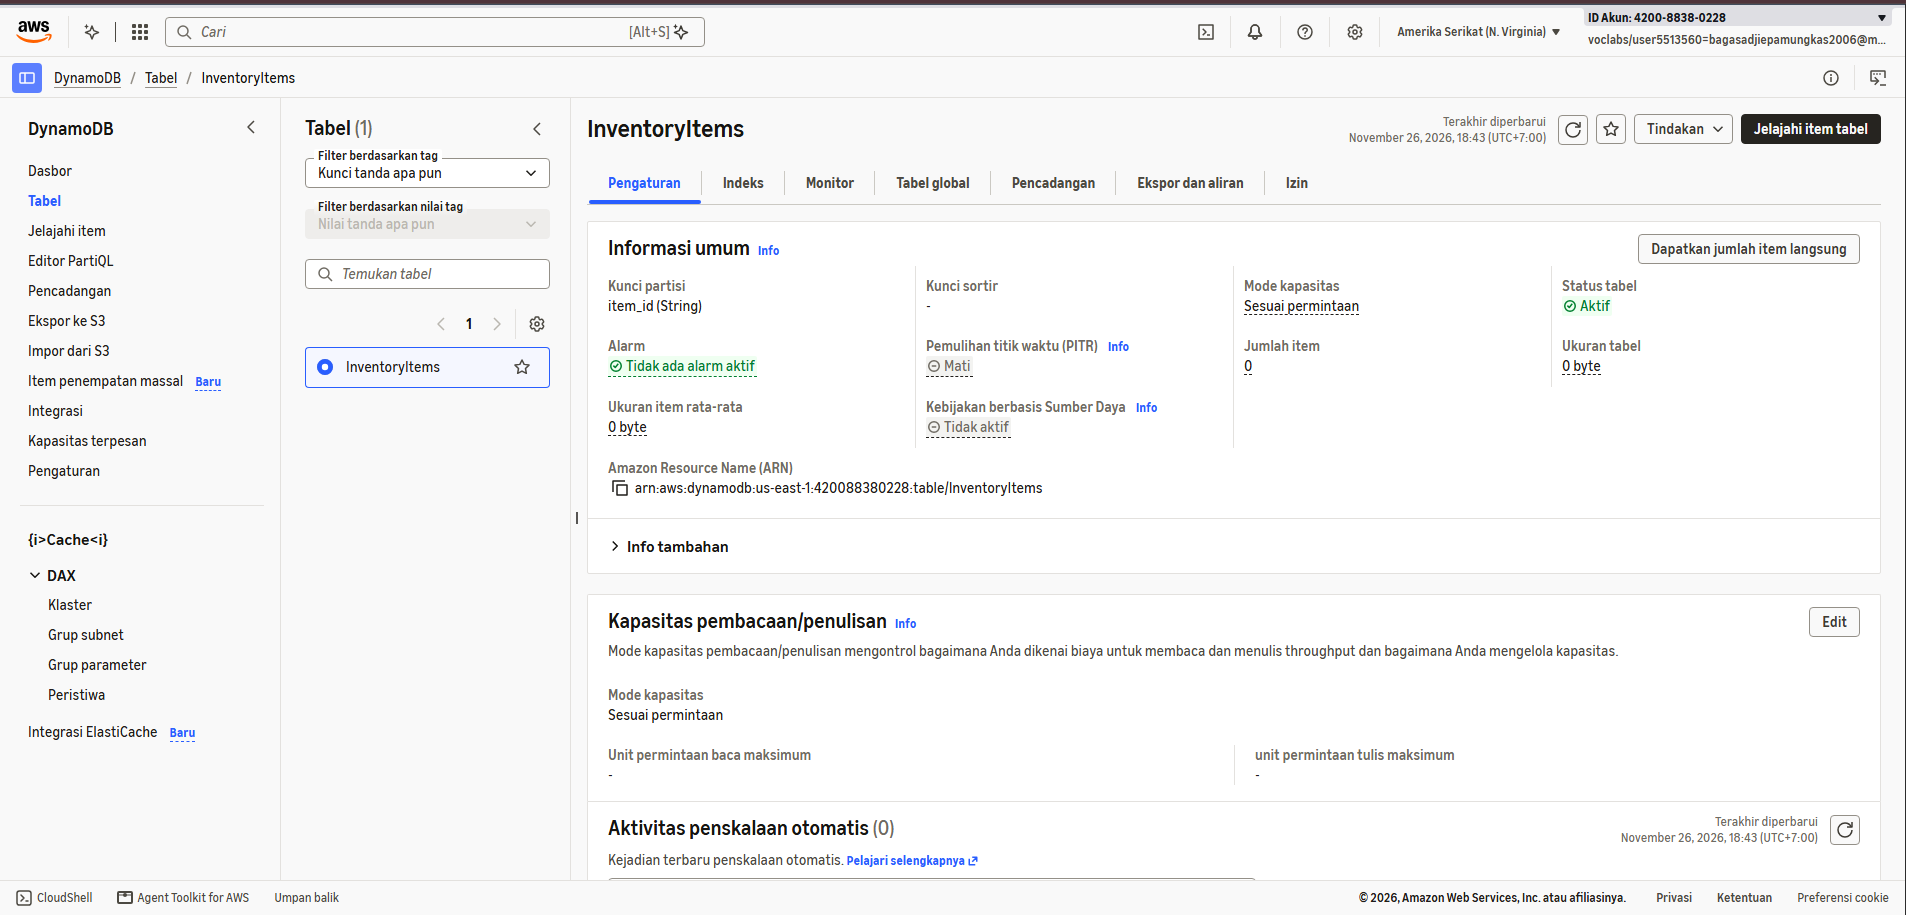 aws
Cari
[Alt+S]
Amerika Serikat (N. Virginia)
ID Akun: 4200-8838-0228
voclabs/user5513560=bagasadjiepamungkas2006@m...
DynamoDB / Tabel / InventoryItems
DynamoDB
Dasbor
Tabel
Jelajahi item
Editor PartiQL
Pencadangan
Ekspor ke S3
Impor dari S3
Item penempatan massal Baru
Integrasi
Kapasitas terpesan
Pengaturan
{i>Cache<i}
DAX
Klaster
Grup subnet
Grup parameter
Peristiwa
Integrasi ElastiCache Baru
Tabel (1)
Filter berdasarkan tag
Kunci tanda apa pun
Filter berdasarkan nilai tag
Nilai tanda apa pun
Temukan tabel
1
InventoryItems
InventoryItems
Terakhir diperbarui
November 26, 2026, 18:43 (UTC+7:00)
Tindakan
Jelajahi item tabel
Pengaturan
Indeks
Monitor
Tabel global
Pencadangan
Ekspor dan aliran
Izin
Informasi umum Info
Dapatkan jumlah item langsung
Kunci partisi
item_id (String)
Kunci sortir
-
Mode kapasitas
Sesuai permintaan
Status tabel
Aktif
Alarm
Tidak ada alarm aktif
Pemulihan titik waktu (PITR) Info
Mati
Jumlah item
0
Ukuran tabel
0 byte
Ukuran item rata-rata
0 byte
Kebijakan berbasis Sumber Daya Info
Tidak aktif
Amazon Resource Name (ARN)
arn:aws:dynamodb:us-east-1:420088380228:table/InventoryItems
Info tambahan
Kapasitas pembacaan/penulisan Info
Edit
Mode kapasitas pembacaan/penulisan mengontrol bagaimana Anda dikenai biaya untuk membaca dan menulis throughput dan bagaimana Anda mengelola kapasitas.
Mode kapasitas
Sesuai permintaan
Unit permintaan baca maksimum
-
unit permintaan tulis maksimum
-
Aktivitas penskalaan otomatis (0)
Terakhir diperbarui
November 26, 2026, 18:43 (UTC+7:00)
Kejadian terbaru penskalaan otomatis. Pelajari selengkapnya
CloudShell
Agent Toolkit for AWS
Umpan balik
© 2026, Amazon Web Services, Inc. atau afiliasinya.
Privasi
Ketentuan
Preferensi cookie